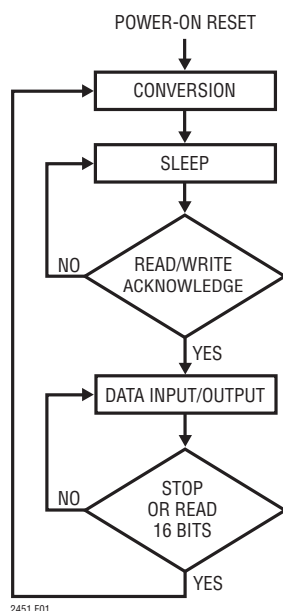 POWER-ON RESET
CONVERSION
SLEEP
NO
READ/WRITE
ACKNOWLEDGE
YES
DATA INPUT/OUTPUT
NO
STOP
OR READ
16 BITS
YES
2451 F01